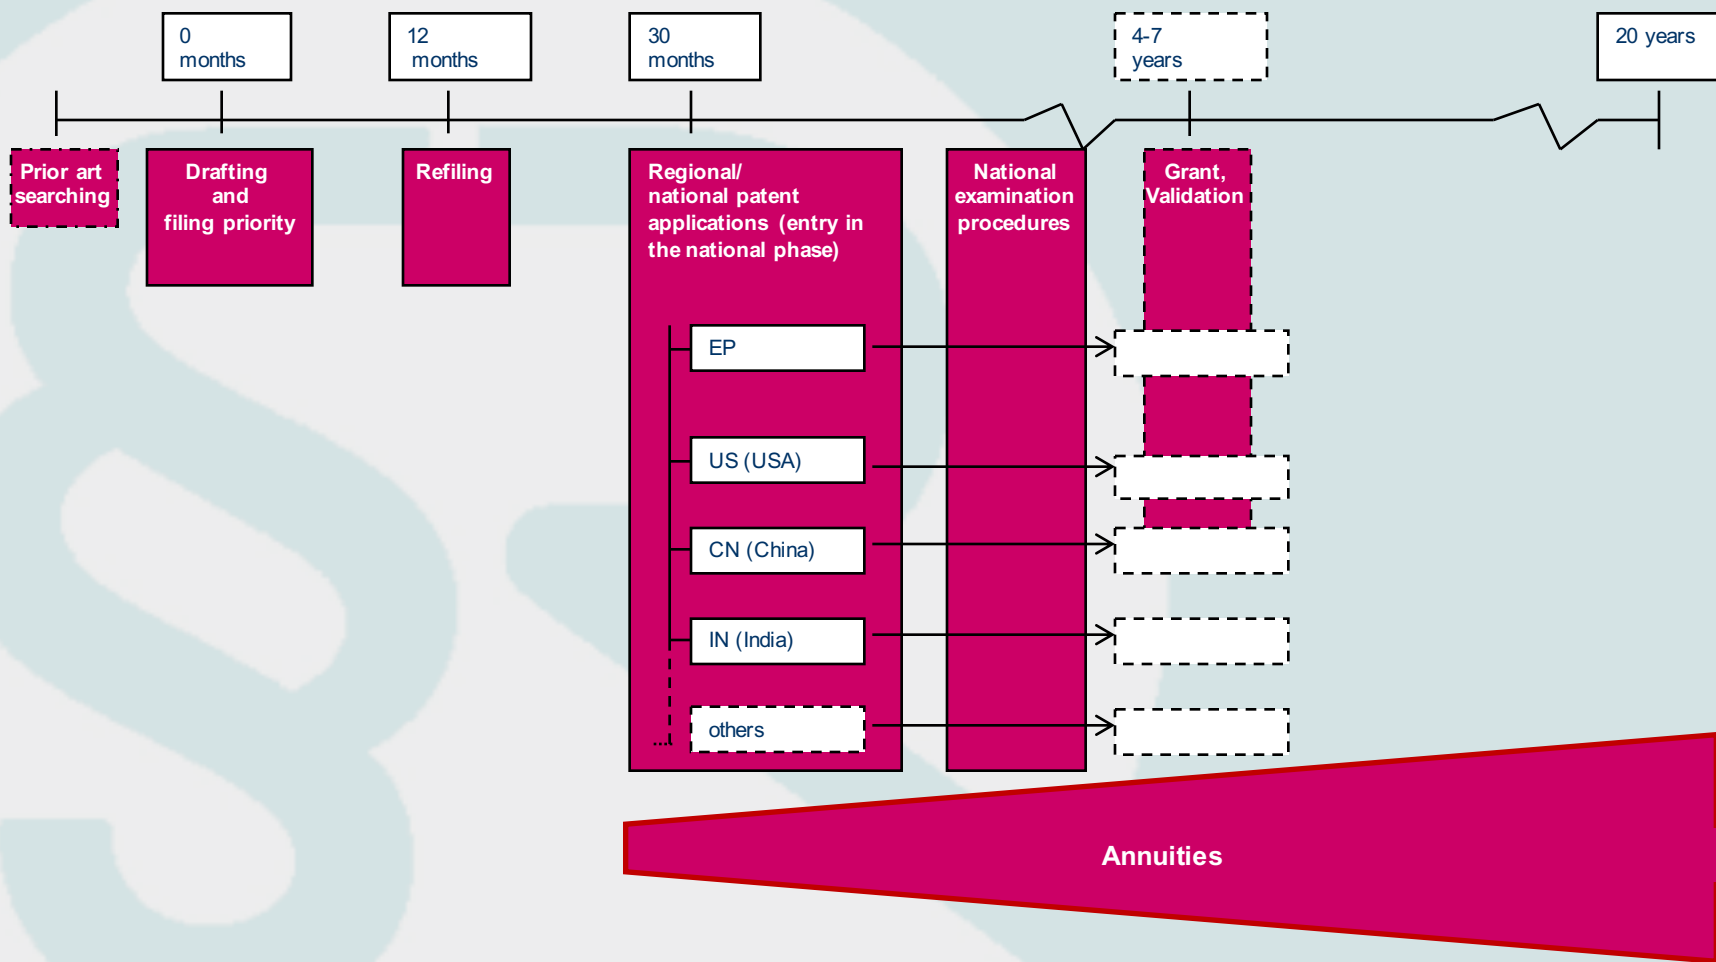 0
months
12
months
30
months
4-7
years
20 years
Prior art
searching
Drafting
and
filing priority
Refiling
Regional/
national patent
applications (entry in
the national phase)
National
examination
procedures
Grant,
Validation
EP
US (USA)
CN (China)
IN (India)
others
Annuities